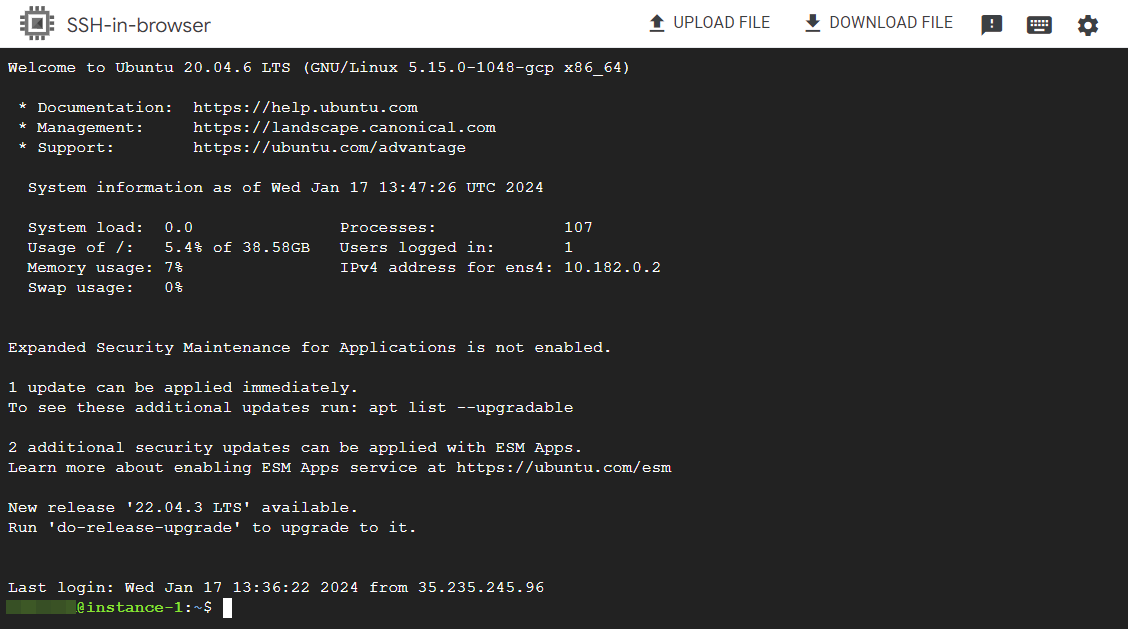 SSH-in-browser UPLOAD FILE DOWNLOAD FILE
Welcome to Ubuntu 20.04.6 LTS (GNU/Linux 5.15.0-1048-gcp x86_64)
* Documentation: https://help.ubuntu.com
* Management: https://landscape.canonical.com
* Support: https://ubuntu.com/advantage
System information as of Wed Jan 17 13:47:26 UTC 2024
System load: 0.0 Processes: 107
Usage of /: 5.4% of 38.58GB Users logged in: 1
Memory usage: 7% IPv4 address for ens4: 10.182.0.2
Swap usage: 0%
Expanded Security Maintenance for Applications is not enabled.
1 update can be applied immediately.
To see these additional updates run: apt list --upgradable
2 additional security updates can be applied with ESM Apps.
Learn more about enabling ESM Apps service at https://ubuntu.com/esm
New release '22.04.3 LTS' available.
Run 'do-release-upgrade' to upgrade to it.
Last login: Wed Jan 17 13:36:22 2024 from 35.235.245.96
@instance-1:~$